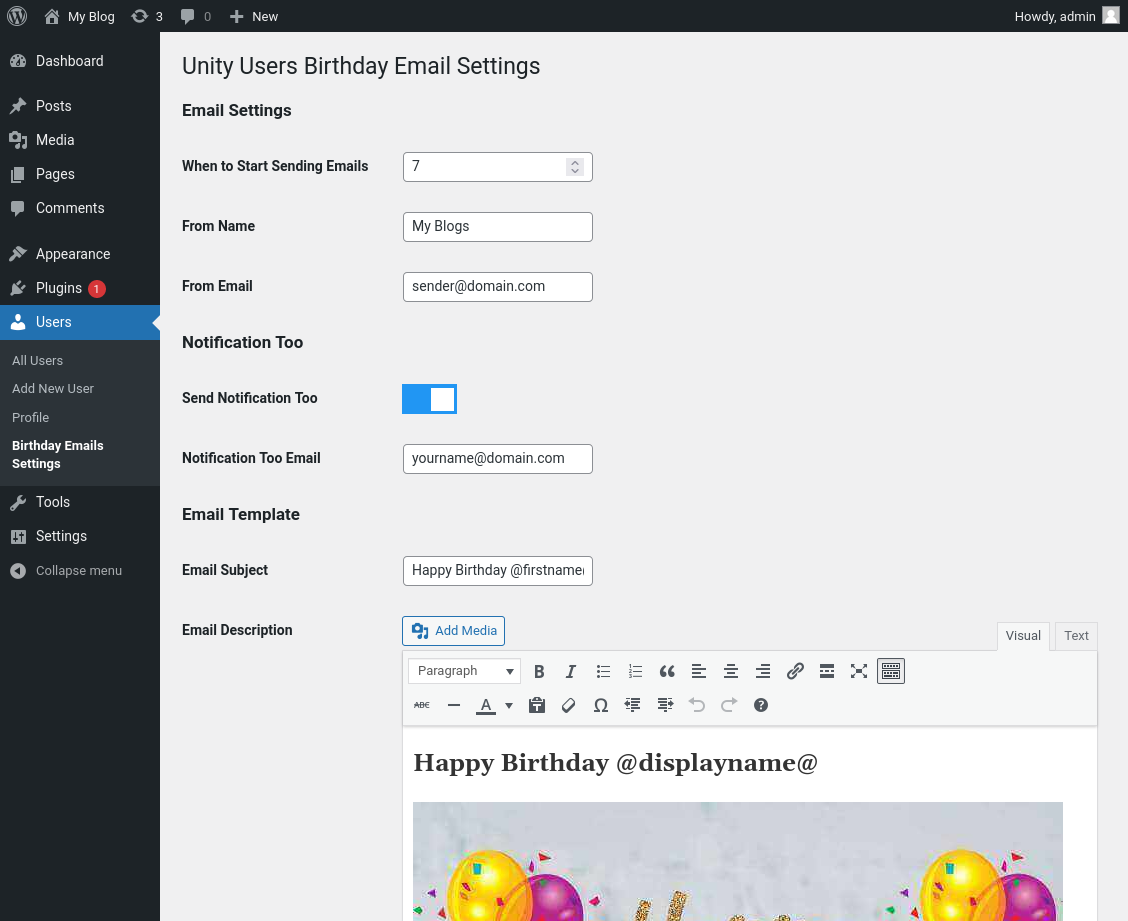 My Blog 3 0 New Howdy, admin
Dashboard
Posts
Media
Pages
Comments
Appearance
Plugins 1
Users
All Users
Add New User
Profile
Birthday Emails
Settings
Tools
Settings
Collapse menu
Unity Users Birthday Email Settings
Email Settings
When to Start Sending Emails 7
From Name My Blogs
From Email sender@domain.com
Notification Too
Send Notification Too
Notification Too Email yourname@domain.com
Email Template
Email Subject Happy Birthday @firstname
Email Description Add Media Visual Text
Paragraph B I
ABC A
Happy Birthday @displayname@